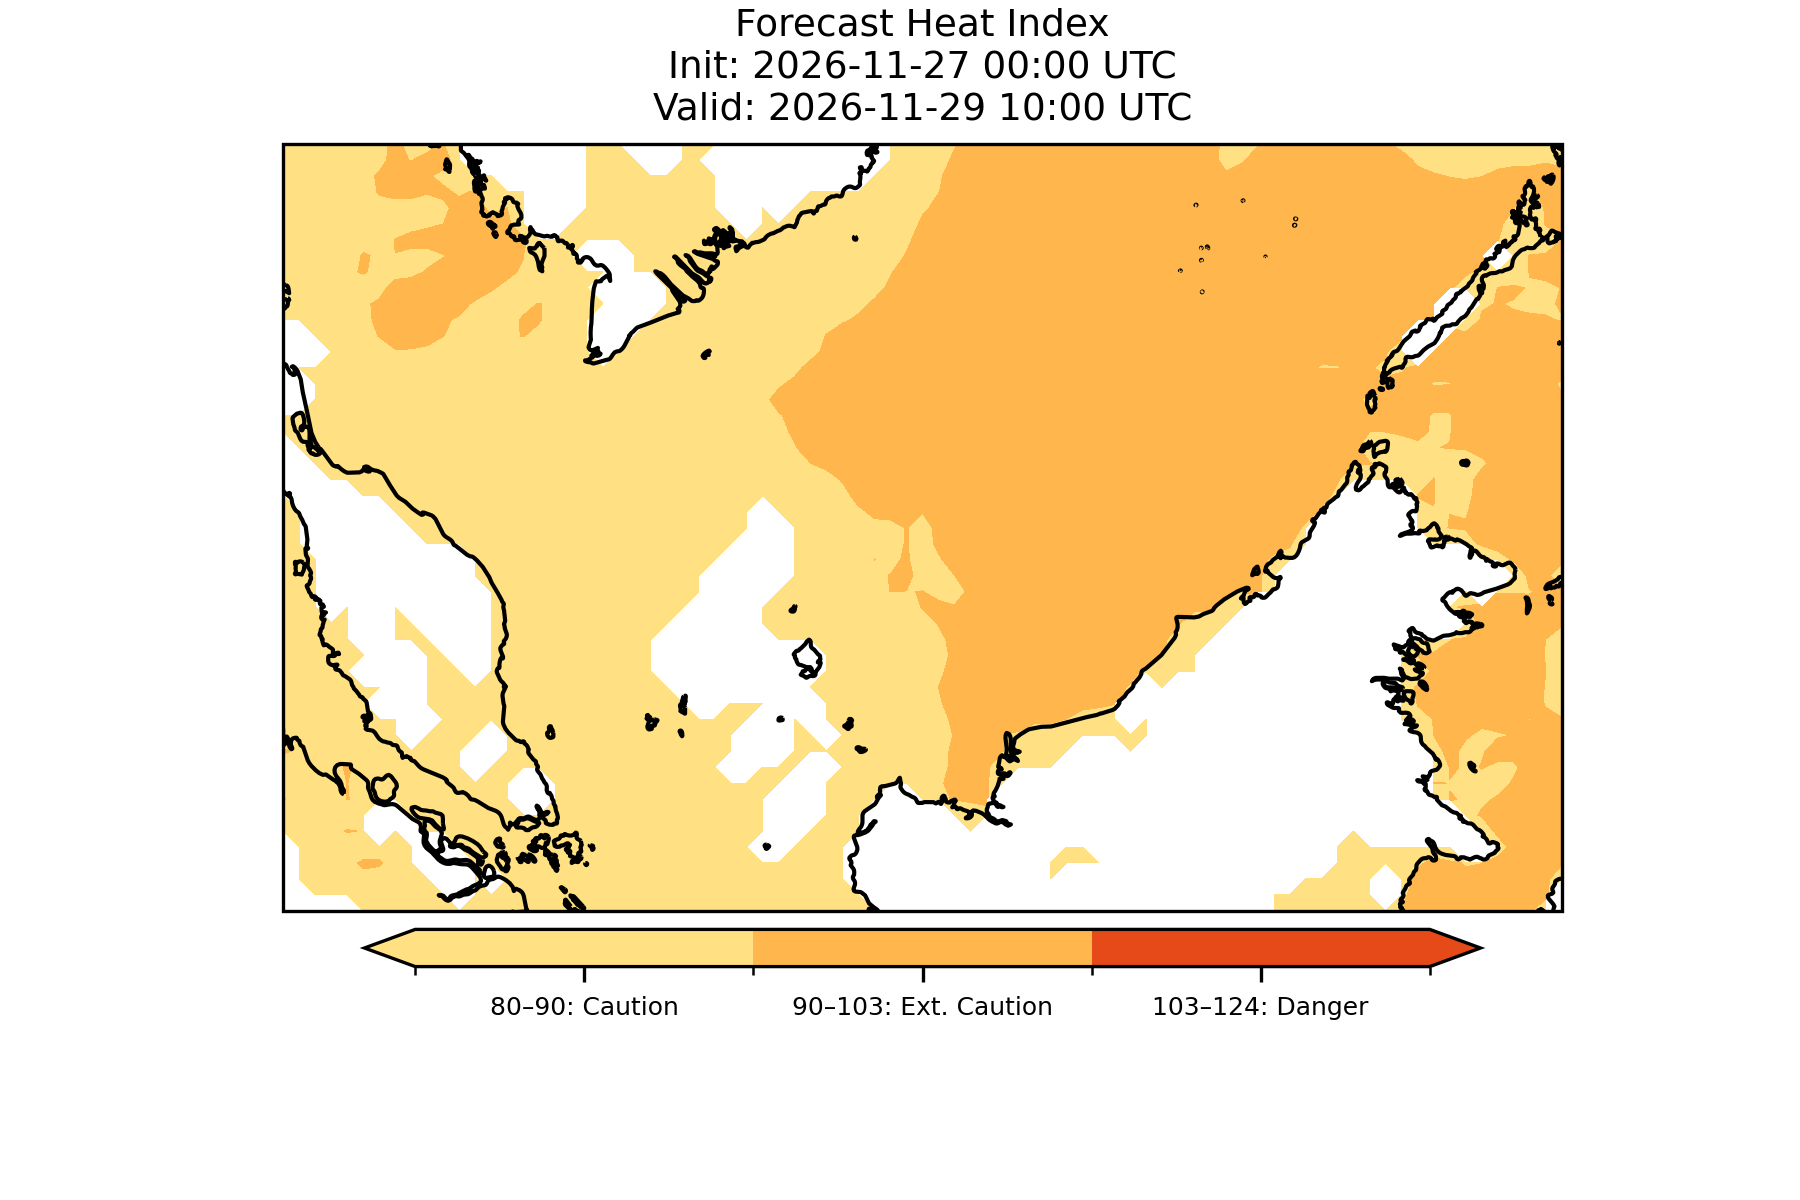 Forecast Heat Index
Init: 2026-11-27 00:00 UTC
Valid: 2026-11-29 10:00 UTC
80–90: Caution
90–103: Ext. Caution
103–124: Danger